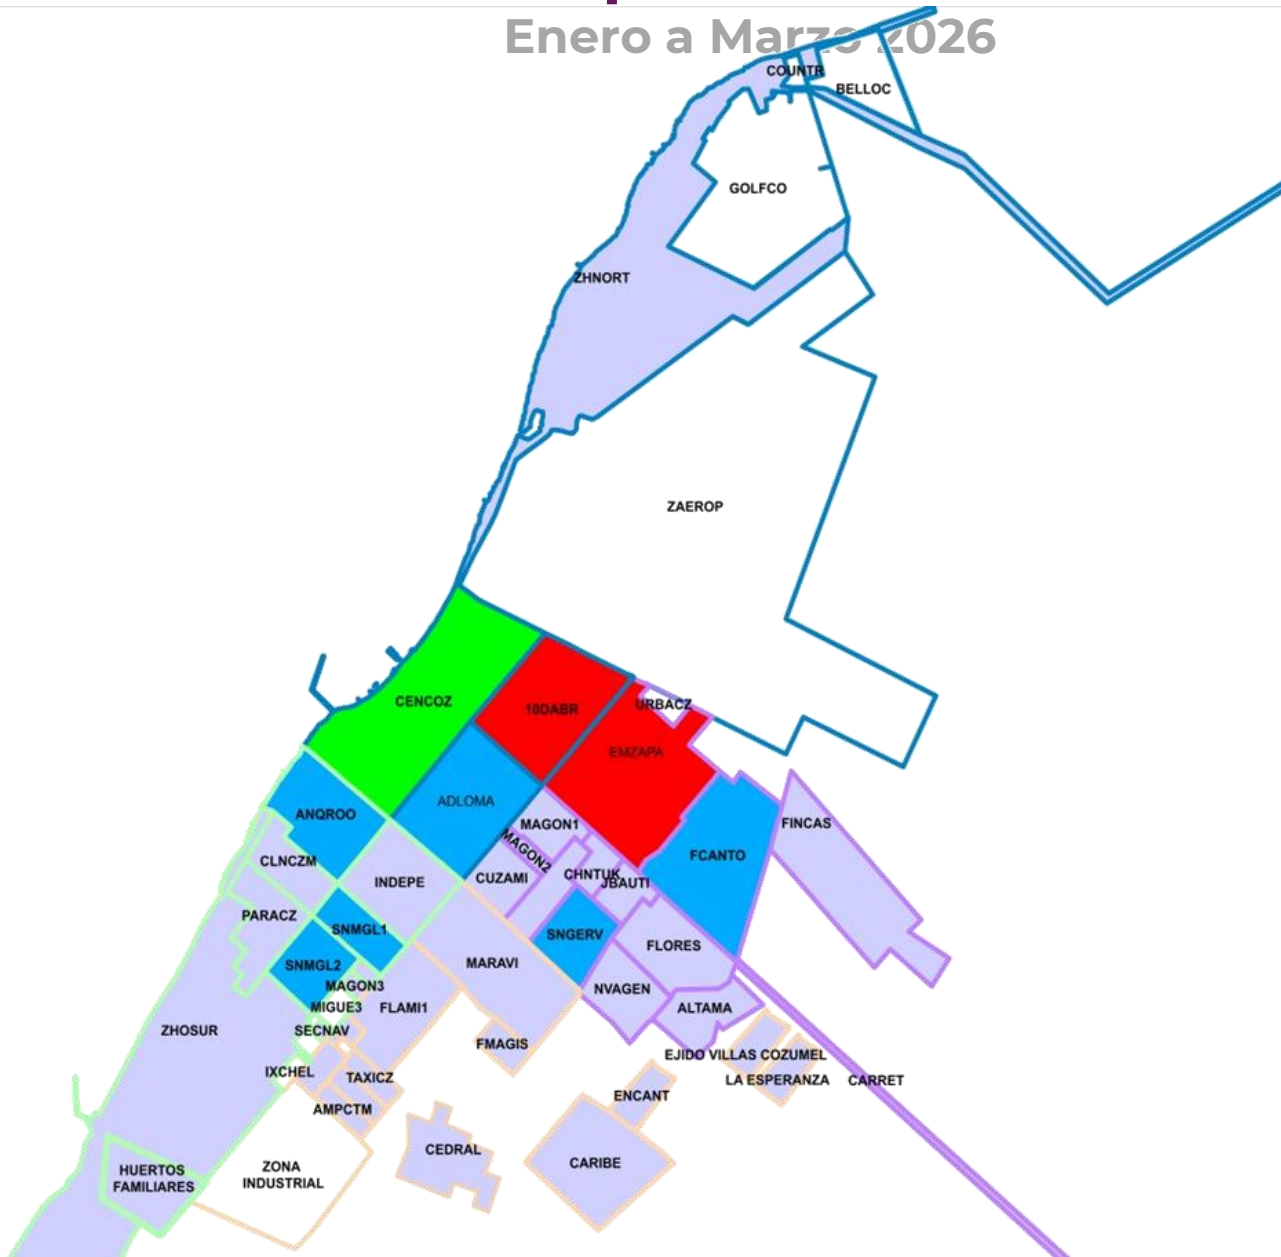 Enero a Marzo 2026
COUNTR
BELLOC
GOLFCO
ZHNORT
ZAEROP
CENCOZ
10DABR
URBACZ
EMZAPA
ADLOMA
ANQROO
MAGON1
FINCAS
MAGON2
FCANTO
CLNCZM
CHNTUK
INDEPE
CUZAMI
JBAUTI
PARACZ
SNMGL1
SNGERV
FLORES
SNMGL2
MARAVI
MAGON3
NVAGEN
MIGUE3
FLAMI1
ALTAMA
ZHOSUR
SECNAV
FMAGIS
EJIDO VILLAS COZUMEL
IXCHEL
TAXICZ
LA ESPERANZA
CARRET
ENCANT
AMPCTM
CEDRAL
CARIBE
HUERTOS
FAMILIARES
ZONA
INDUSTRIAL